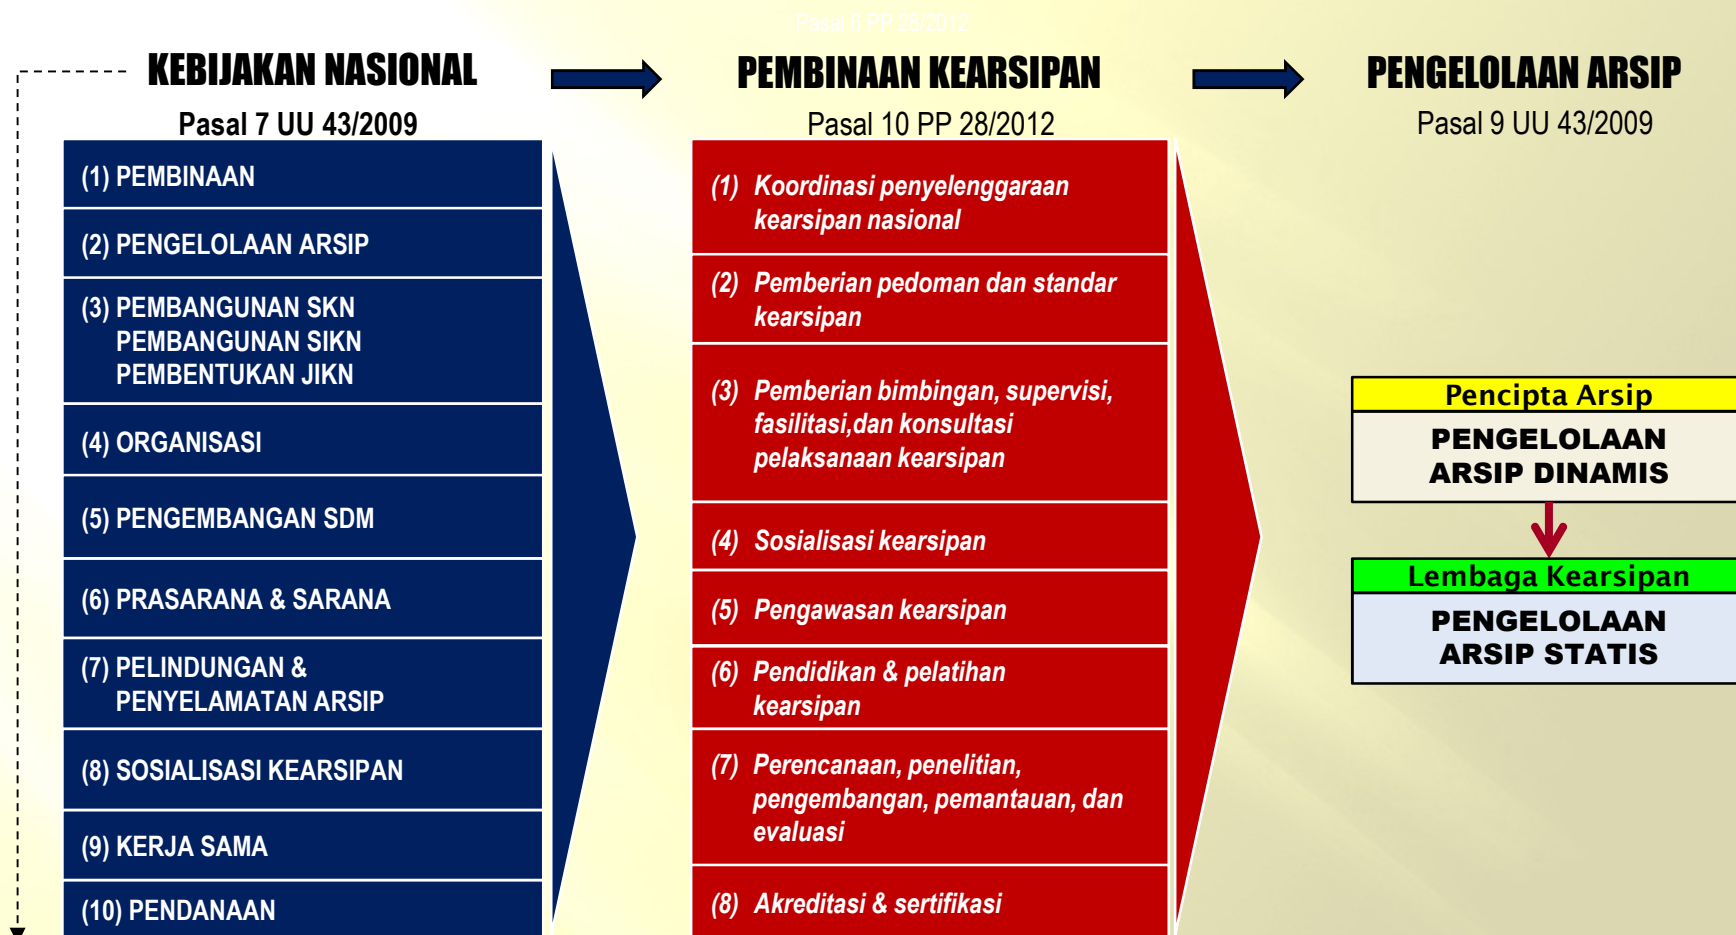 Pasal 6 PP 28/2012
KEBIJAKAN NASIONAL
Pasal 7 UU 43/2009
(1) PEMBINAAN
(2) PENGELOLAAN ARSIP
(3) PEMBANGUNAN SKN
PEMBANGUNAN SIKN
PEMBENTUKAN JIKN
(4) ORGANISASI
(5) PENGEMBANGAN SDM
(6) PRASARANA & SARANA
(7) PELINDUNGAN &
PENYELAMATAN ARSIP
(8) SOSIALISASI KEARSIPAN
(9) KERJA SAMA
(10) PENDANAAN
PEMBINAAN KEARSIPAN
Pasal 10 PP 28/2012
(1) Koordinasi penyelenggaraan
kearsipan nasional
(2) Pemberian pedoman dan standar
kearsipan
(3) Pemberian bimbingan, supervisi,
fasilitasi,dan konsultasi
pelaksanaan kearsipan
(4) Sosialisasi kearsipan
(5) Pengawasan kearsipan
(6) Pendidikan & pelatihan
kearsipan
(7) Perencanaan, penelitian,
pengembangan, pemantauan, dan
evaluasi
(8) Akreditasi & sertifikasi
PENGELOLAAN ARSIP
Pasal 9 UU 43/2009
Pencipta Arsip
PENGELOLAAN
ARSIP DINAMIS
Lembaga Kearsipan
PENGELOLAAN
ARSIP STATIS